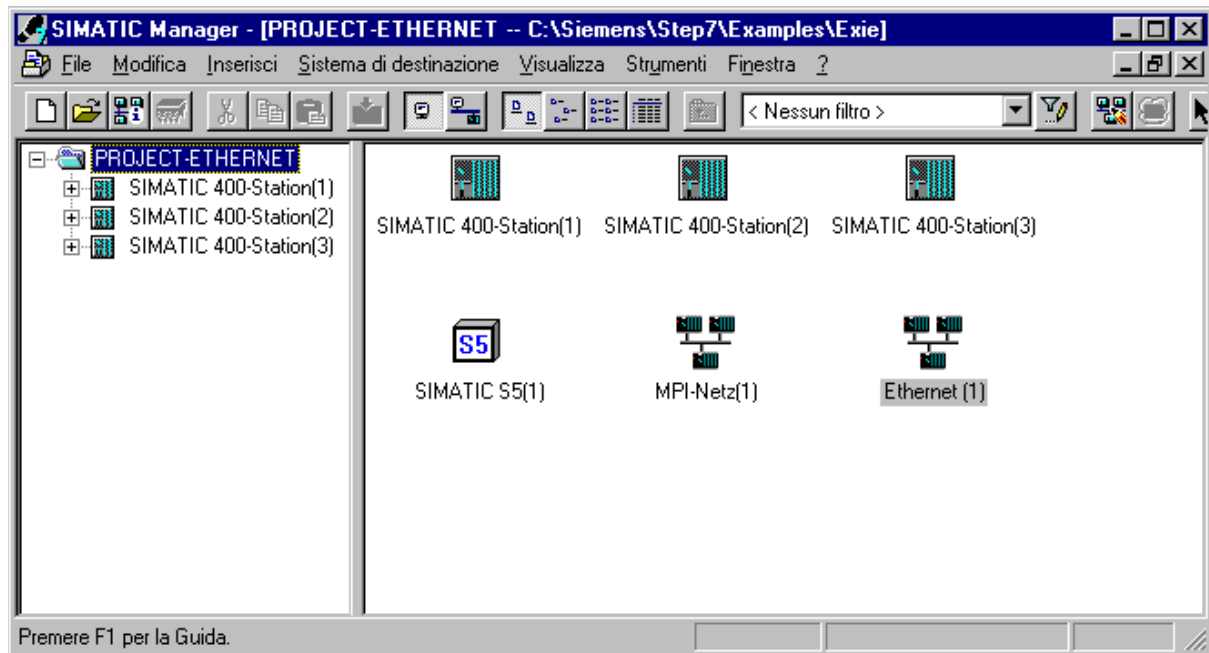 SIMATIC Manager - [PROJECT-ETHERNET -- C:\Siemens\Step7\Examples\Exie]
File Modifica Inserisci Sistema di destinazione Visualizza Strumenti Finestra ?
< Nessun filtro >
PROJECT-ETHERNET
SIMATIC 400-Station(1)
SIMATIC 400-Station(2)
SIMATIC 400-Station(3)
SIMATIC 400-Station(1) SIMATIC 400-Station(2) SIMATIC 400-Station(3)
S5
SIMATIC S5(1) MPI-Netz(1) Ethernet (1)
Premere F1 per la Guida.